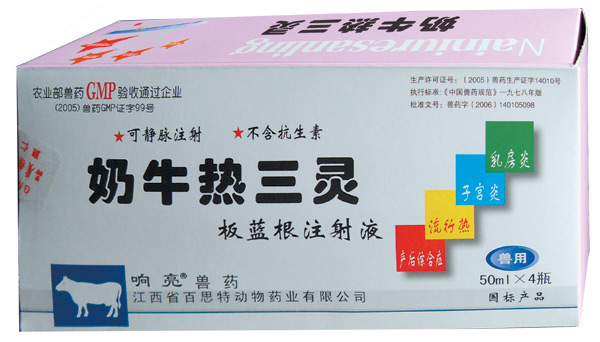 奶牛热三灵
Nainiuresanling
农业部兽药GMP验收通过企业
(2005)兽药GMP证字99号
生产许可证号:(2005)兽药生产证字14010号
执行标准:《中国兽药规范》一九七八年版
批准文号:兽药字(2006)140105098
★可静脉注射 ★不含抗生素
奶牛热三灵
板蓝根注射液
乳房炎
子宫炎
流行热
产后综合症
兽用
50ml×4瓶
国标产品
响亮®兽药
江西省百思特动物药业有限公司